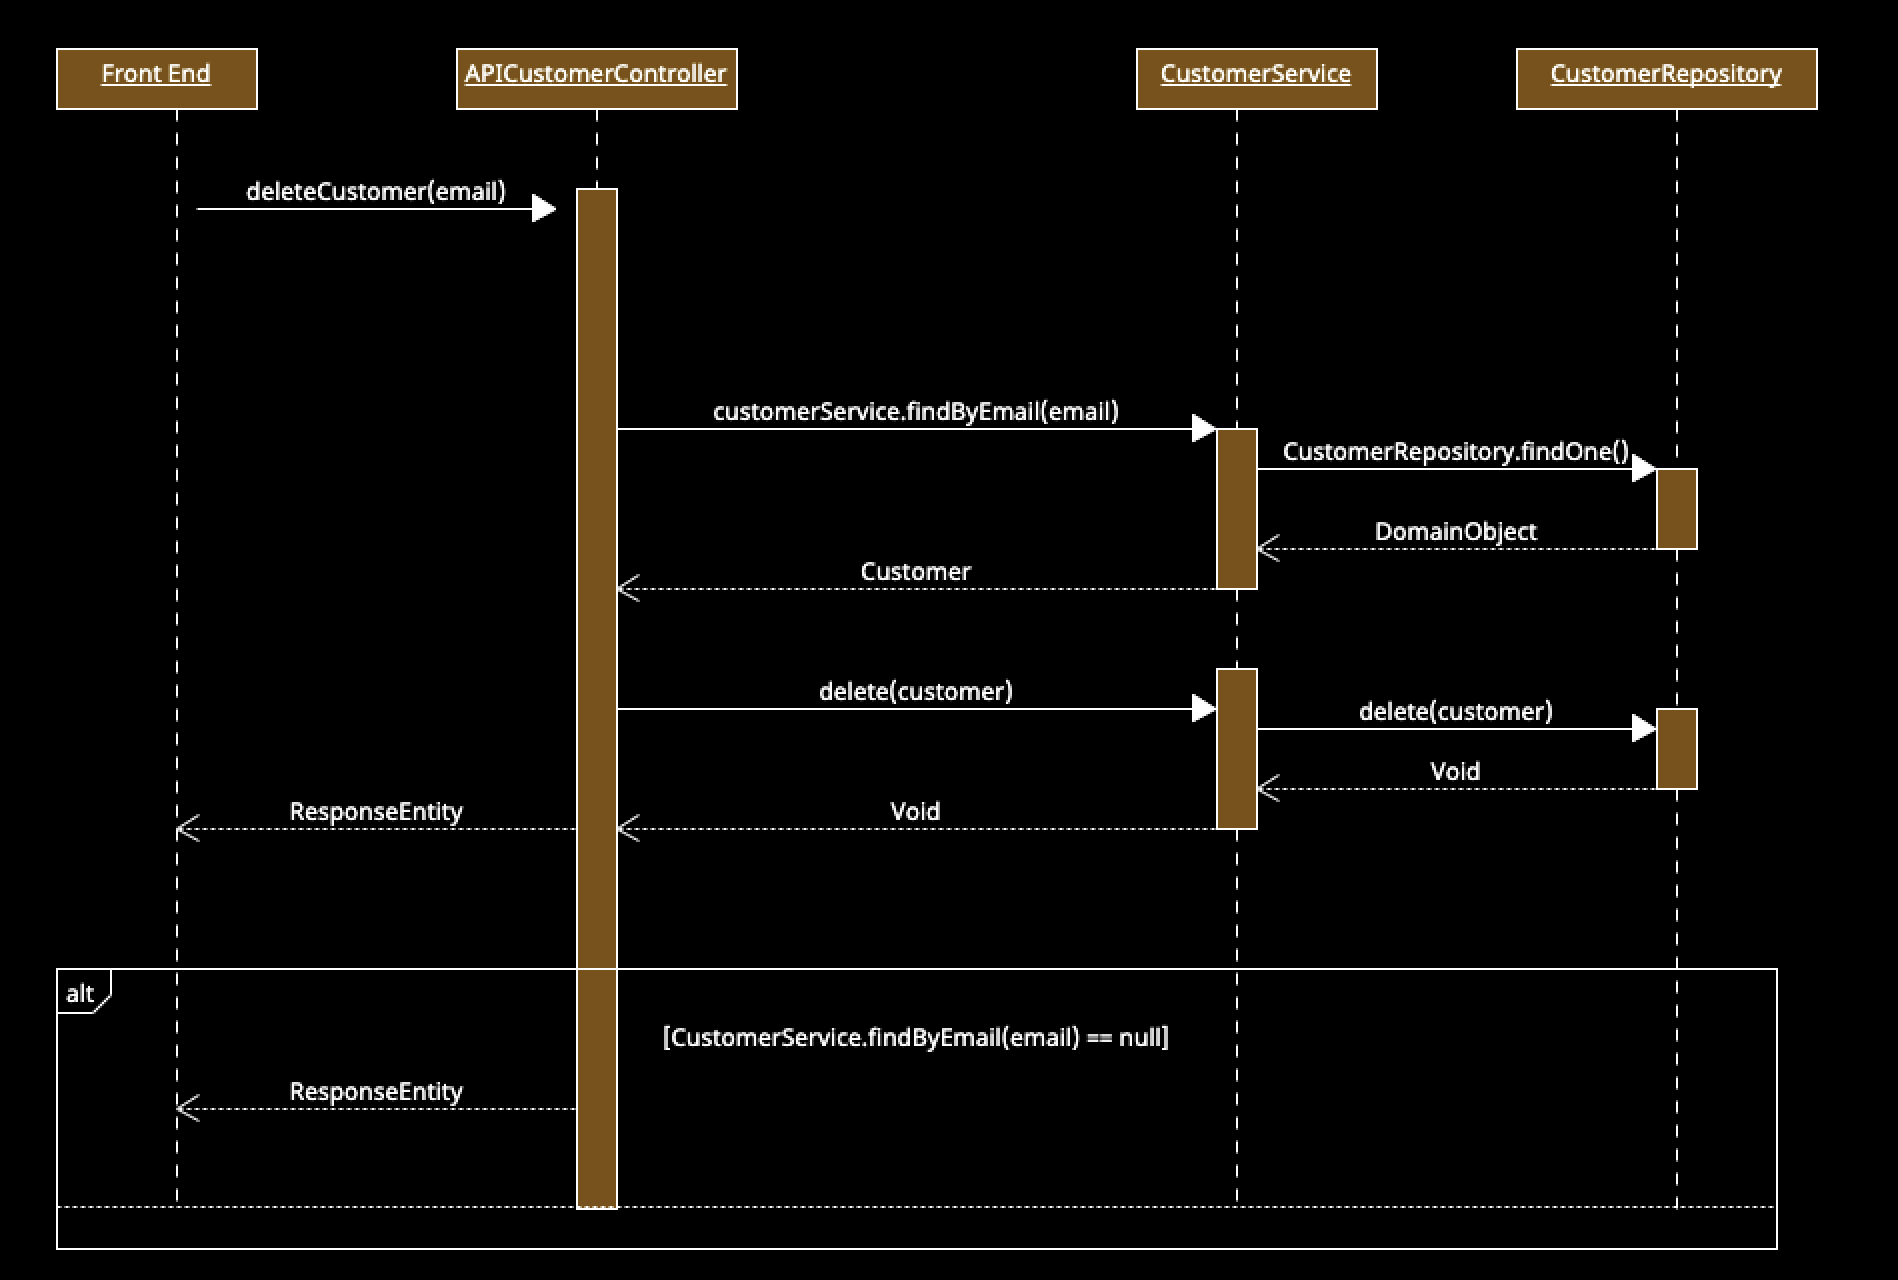 Front End
APICustomerController
CustomerService
CustomerRepository
deleteCustomer(email)
customerService.findByEmail(email)
CustomerRepository.findOne()
DomainObject
Customer
delete(customer)
delete(customer)
Void
ResponseEntity
Void
alt
[CustomerService.findByEmail(email) == null]
ResponseEntity